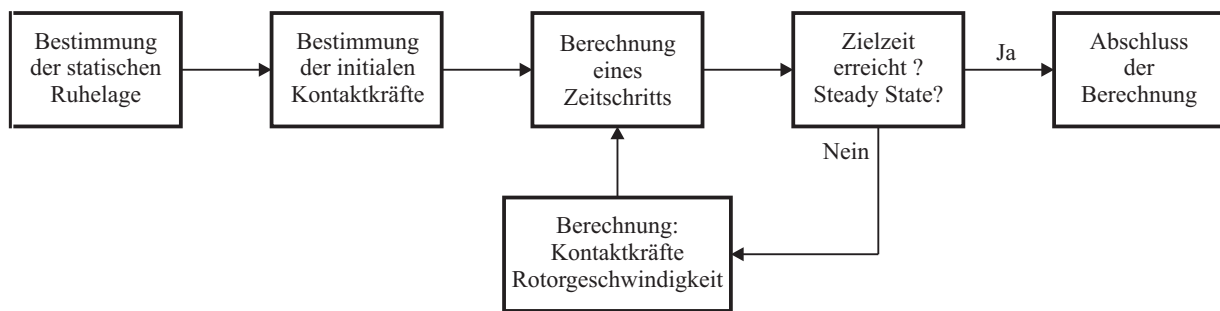 Bestimmung
der statischen
Ruhelage
Bestimmung
der initialen
Kontaktkräfte
Berechnung
eines
Zeitschritts
Zielzeit
erreicht ?
Steady State?
Ja
Abschluss
der
Berechnung
Nein
Berechnung:
Kontaktkräfte
Rotorgeschwindigkeit